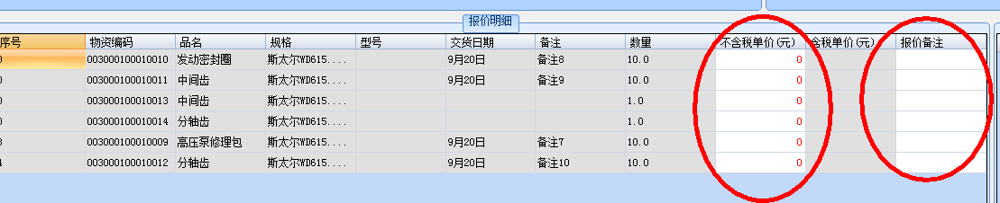 报价明细
序号 物资编码 品名 规格 型号 交货日期 备注 数量 不含税单价(元) 含税单价(元) 报价备注
0 003000100010010 发动密封圈 斯太尔WD615.... 9月20日 备注8 10.0 0
0 003000100010011 中间齿 斯太尔WD615.... 9月20日 备注9 10.0 0
0 003000100010013 中间齿 斯太尔WD615.... 1.0 0
0 003000100010014 分轴齿 斯太尔WD615.... 1.0 0
003000100010009 高压泵修理包 斯太尔WD615.... 9月20日 备注7 10.0 0
003000100010012 分轴齿 斯太尔WD615.... 9月20日 备注10 10.0 0